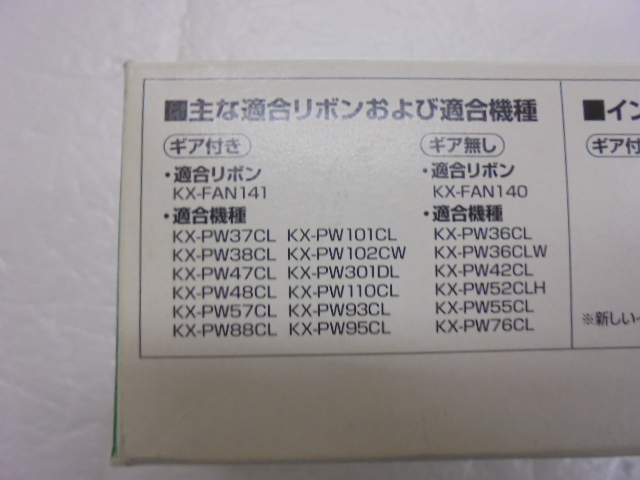 ■主な適合リボンおよび適合機種
ギア付き
・適合リボン
KX-FAN141
・適合機種
KX-PW37CL KX-PW101CL
KX-PW38CL KX-PW102CW
KX-PW47CL KX-PW301DL
KX-PW48CL KX-PW110CL
KX-PW57CL KX-PW93CL
KX-PW88CL KX-PW95CL
ギア無し
・適合リボン
KX-FAN140
・適合機種
KX-PW36CL
KX-PW36CLW
KX-PW42CL
KX-PW52CLH
KX-PW55CL
KX-PW76CL
■イン
ギア付
※新しい